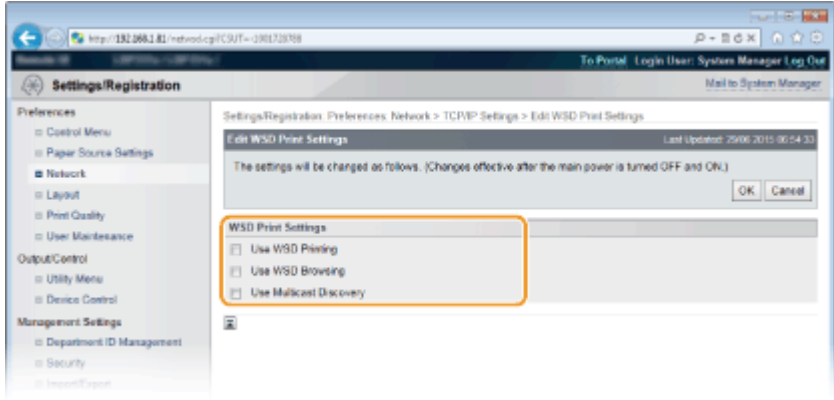 http://192.168.1.81/netwod.cgi?CSUT=-1901728788
To Portal Login User: System Manager Log Out
Settings/Registration
Mail to System Manager
Preferences
Control Menu
Paper Source Settings
Network
Layout
Print Quality
User Maintenance
Output/Control
Utility Menu
Device Control
Management Settings
Department ID Management
Security
Import/Export
Settings/Registration: Preferences: Network > TCP/IP Settings > Edit WSD Print Settings
Edit WSD Print Settings
Last Updated: 29/06 2015 06:54:33
The settings will be changed as follows. (Changes effective after the main power is turned OFF and ON.)
OK Cancel
WSD Print Settings
Use WSD Printing
Use WSD Browsing
Use Multicast Discovery